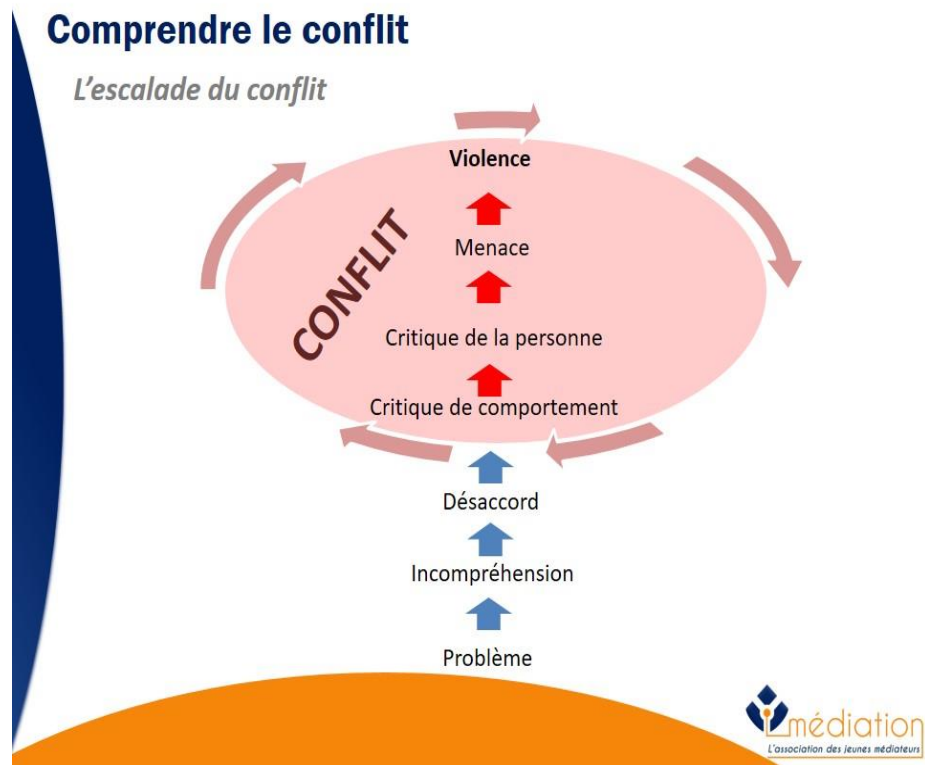 Comprendre le conflit
L'escalade du conflit
Violence
Menace
CONFLIT
Critique de la personne
Critique de comportement
Désaccord
Incompréhension
Problème
médiation
L'association des jeunes médiateurs